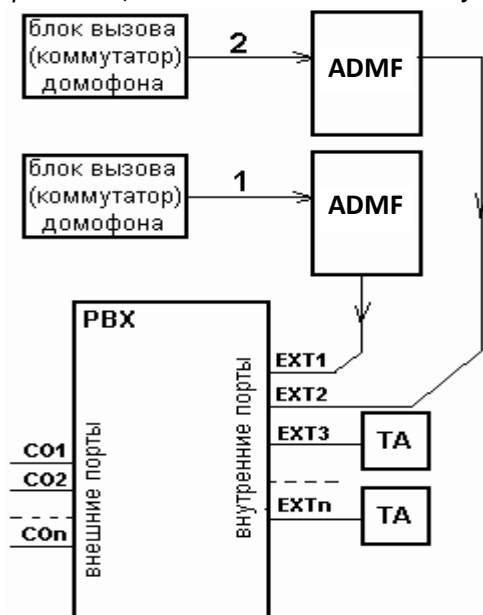 блок вызова
(коммутатор)
домофона
2
ADMF
блок вызова
(коммутатор)
домофона
1
ADMF
PBX
внешние порты
внутренние порты
EXT1
EXT2
EXT3
TA
EXTn
TA
CO1
CO2
COn